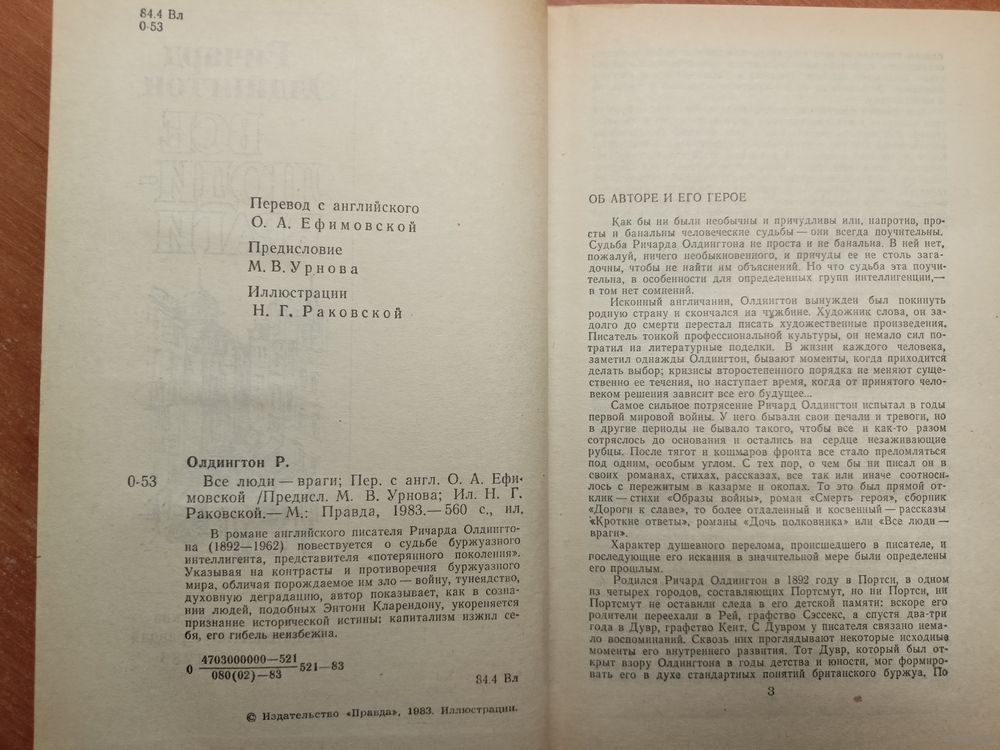 84.4 Вл
О-53
Перевод с английского
О. А. Ефимовской
Предисловие
М. В. Урнова
Иллюстрации
Н. Г. Раковской
Олдингтон Р.
О-53
Все люди — враги; Пер. с англ. О. А. Ефи-
мовской /Предисл. М. В. Урнова; Ил. Н. Г.
Раковской.— М.: Правда, 1983.— 560 с., ил.
В романе английского писателя Ричарда Олдингто-
на (1892—1962) повествуется о судьбе буржуазного
интеллигента, представителя «потерянного поколения».
Указывая на контрасты и противоречия буржуазного
мира, обличая порождаемое им зло — войну, тунеядство,
духовную деградацию, автор показывает, как в созна-
нии людей, подобных Энтони Кларендону, укореняется
признание исторической истины: капитализм изжил се-
бя, его гибель неизбежна.
О 4703000000—521
080(02)—83 521—83
84.4 Вл
© Издательство «Правда», 1983. Иллюстрации.
ОБ АВТОРЕ И ЕГО ГЕРОЕ
Как бы ни были необычны и причудливы или, напротив, про-
сты и банальны человеческие судьбы — они всегда поучительны.
Судьба Ричарда Олдингтона не проста и не банальна. В ней нет,
пожалуй, ничего необыкновенного, и причуды ее не столь зага-
дочны, чтобы не найти им объяснений. Но что судьба эта поучи-
тельна, в особенности для определенных групп интеллигенции,—
в том нет сомнений.
Исконный англичанин, Олдингтон вынужден был покинуть
родную страну и скончался на чужбине. Художник слова, он за-
долго до смерти перестал писать художественные произведения.
Писатель тонкой профессиональной культуры, он немало сил по-
тратил на литературные поделки. В жизни каждого человека,
заметил однажды Олдингтон, бывают моменты, когда приходится
делать выбор; кризисы второстепенного порядка не меняют суще-
ственно ее течения, но наступает время, когда от принятого чело-
веком решения зависит все его будущее...
Самое сильное потрясение Ричард Олдингтон испытал в годы
первой мировой войны. У него бывали свои печали и тревоги, но
в другие периоды не бывало такого, чтобы все и как-то разом
сотряслось до основания и остались на сердце незаживающие
рубцы. После тягот и кошмаров фронта все стало преломляться
под одним, особым углом. С тех пор, о чем бы ни писал он в
своих романах, стихах, рассказах, все так или иначе соотноси-
лось с пережитым в казарме и окопах. То это был прямой от-
клик — стихи «Образы войны», роман «Смерть героя», сборник
«Дороги к славе», то более отдаленный и косвенный — рассказы
«Кроткие ответы», романы «Дочь полковника» или «Все люди —
враги».
Характер душевного перелома, происшедшего в писателе, и
последующие его искания в значительной мере были определены
его прошлым.
Родился Ричард Олдингтон в 1892 году в Портси, в одном
из четырех городов, составляющих Портсмут, но ни Портси, ни
Портсмут не оставили следа в его детской памяти: вскоре его
родители переехали в Рей, графство Сэссекс, а спустя два-три
года в Дувр, графство Кент. С Дувром у писателя связано нема-
ло воспоминаний. Сквозь них проглядывают некоторые исходные
моменты его внутреннего развития. Тот Дувр, который был от-
крыт взору Олдингтона в годы детства и юности, мог формиро-
вать его в духе стандартных понятий британского буржуа. По
3